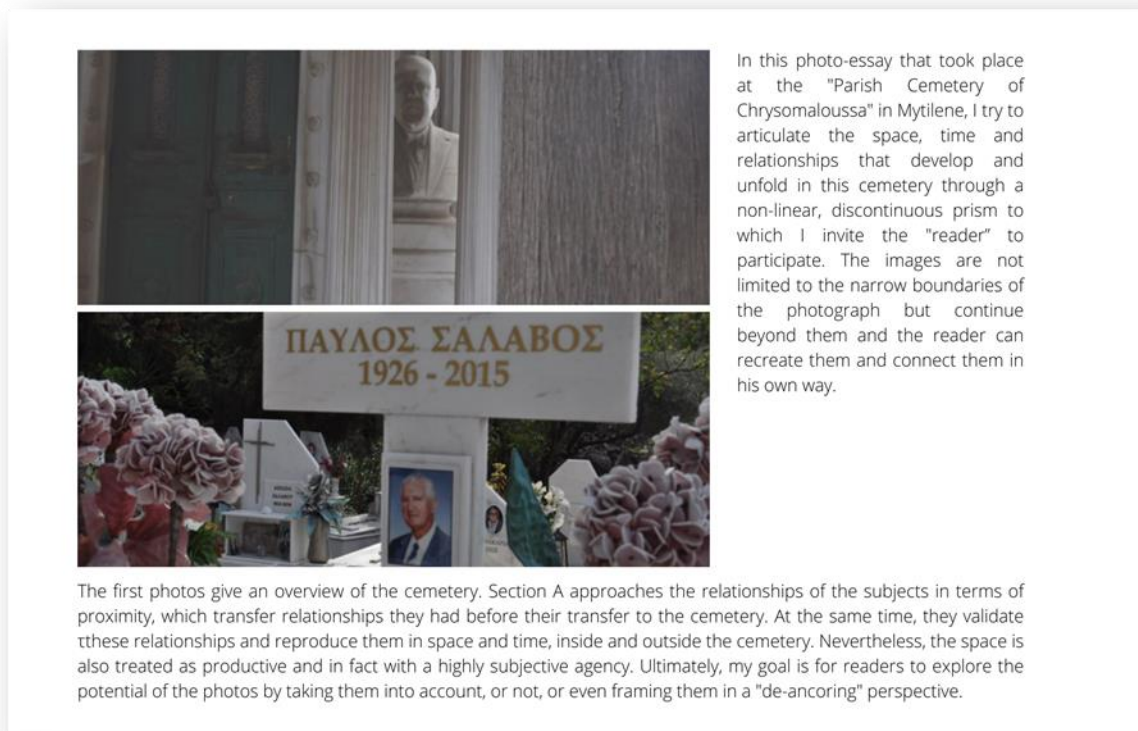 In this photo-essay that took place
at the "Parish Cemetery of
Chrysomaloussa" in Mytilene, I try to
articulate the space, time and
relationships that develop and
unfold in this cemetery through a
non-linear, discontinuous prism to
which I invite the "reader" to
participate. The images are not
limited to the narrow boundaries of
the photograph but continue
beyond them and the reader can
recreate them and connect them in
his own way.
ΠΑΥΛΟΣ ΣΑΛΑΒΟΣ
1926 - 2015
The first photos give an overview of the cemetery. Section A approaches the relationships of the subjects in terms of
proximity, which transfer relationships they had before their transfer to the cemetery. At the same time, they validate
τthese relationships and reproduce them in space and time, inside and outside the cemetery. Nevertheless, the space is
also treated as productive and in fact with a highly subjective agency. Ultimately, my goal is for readers to explore the
potential of the photos by taking them into account, or not, or even framing them in a "de-ancoring" perspective.